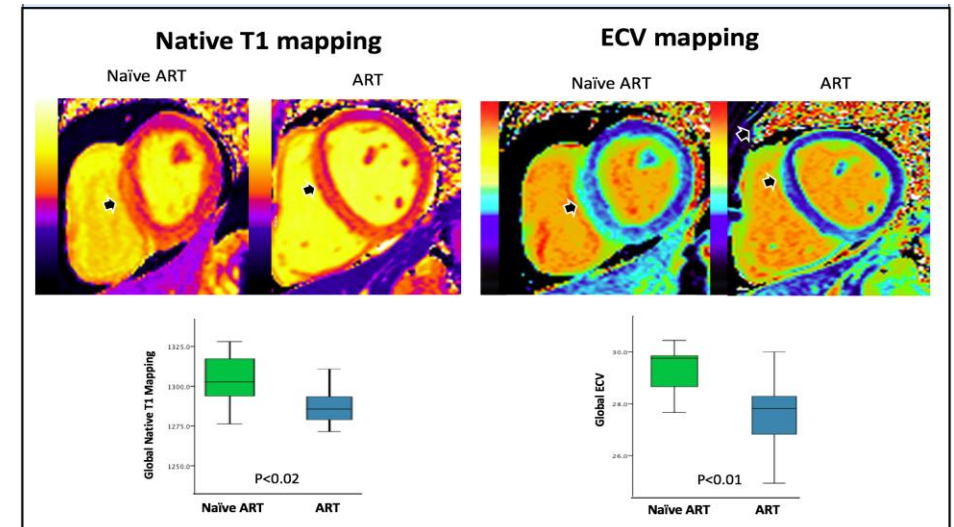 Native T1 mapping
ECV mapping
Naïve ART
ART
Naïve ART
ART
Global Native T1 Mapping
1325.0
1300.0
1275.0
1250.0
P<0.02
Naïve ART
ART
Global ECV
30.0
28.0
26.0
P<0.01
Naïve ART
ART